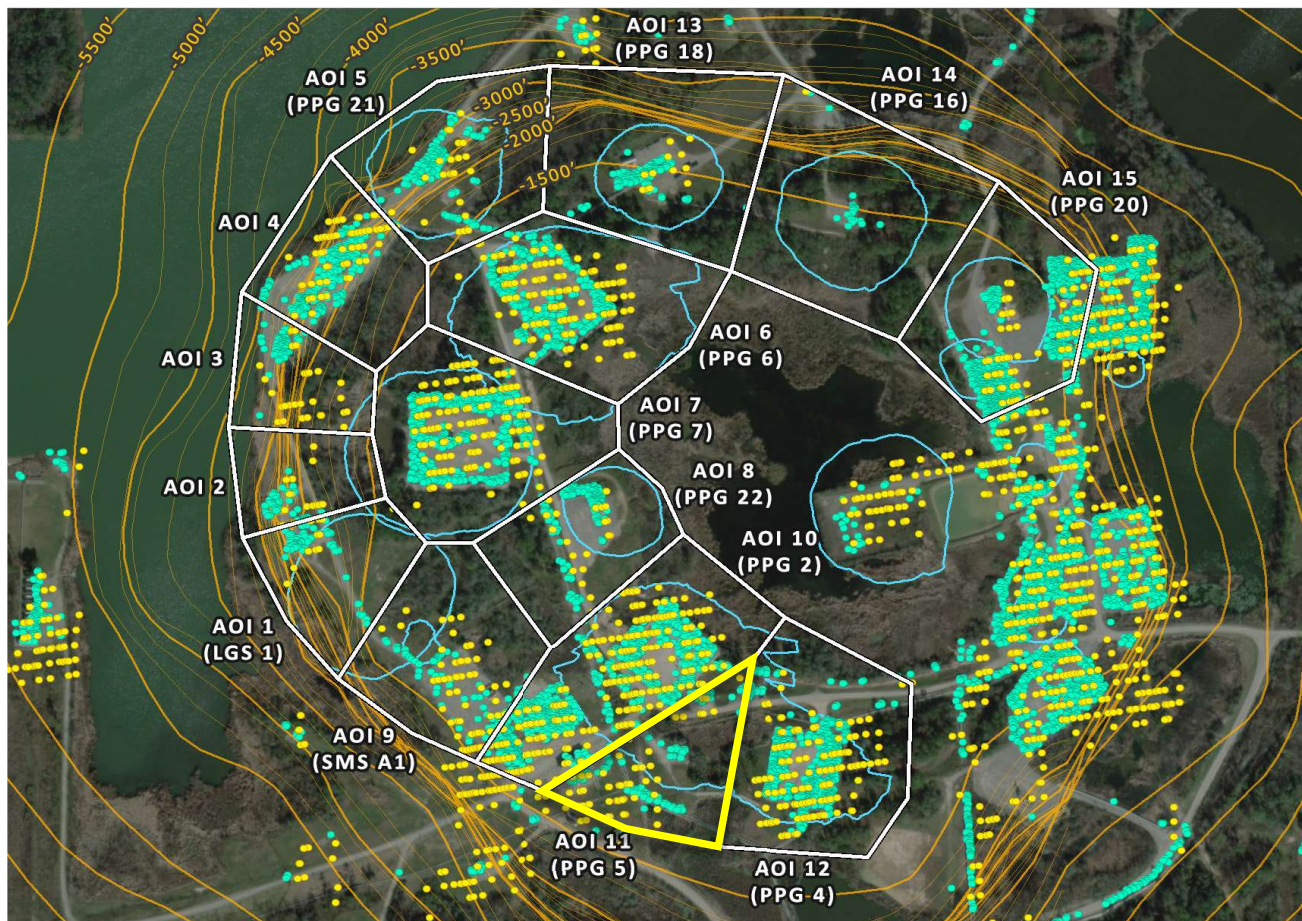 -5500'
-5000'
-4500'
-4000'
-3500'
-3000'
-2500'
-2000'
-1500'
AOI 13
(PPG 18)
AOI 5
(PPG 21)
AOI 14
(PPG 16)
AOI 15
(PPG 20)
AOI 4
AOI 3
AOI 6
(PPG 6)
AOI 7
(PPG 7)
AOI 8
(PPG 22)
AOI 2
AOI 10
(PPG 2)
AOI 1
(LGS 1)
AOI 9
(SMS A1)
AOI 11
(PPG 5)
AOI 12
(PPG 4)